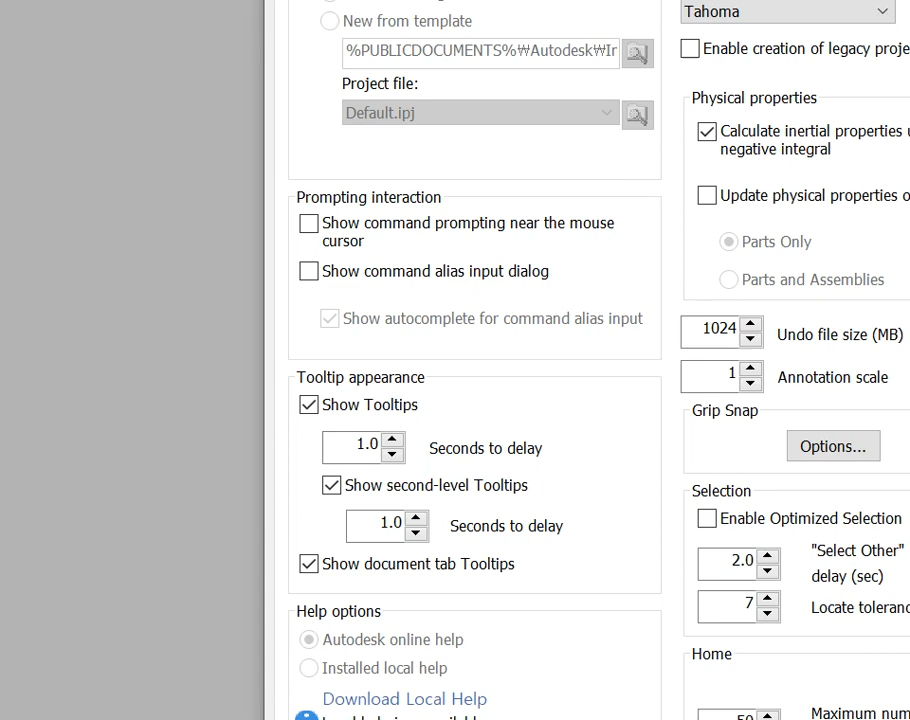 New from template
%PUBLICDOCUMENTS%₩Autodesk₩Ir
Project file:
Default.ipj
Prompting interaction
Show command prompting near the mouse
cursor
Show command alias input dialog
Show autocomplete for command alias input
Tooltip appearance
Show Tooltips
1.0 Seconds to delay
Show second-level Tooltips
1.0 Seconds to delay
Show document tab Tooltips
Help options
Autodesk online help
Installed local help
Download Local Help
Tahoma
Enable creation of legacy proje
Physical properties
Calculate inertial properties u
negative integral
Update physical properties o
Parts Only
Parts and Assemblies
1024 Undo file size (MB)
1 Annotation scale
Grip Snap
Options...
Selection
Enable Optimized Selection
2.0 "Select Other"
delay (sec)
7 Locate toleranc
Home
50 Maximum num